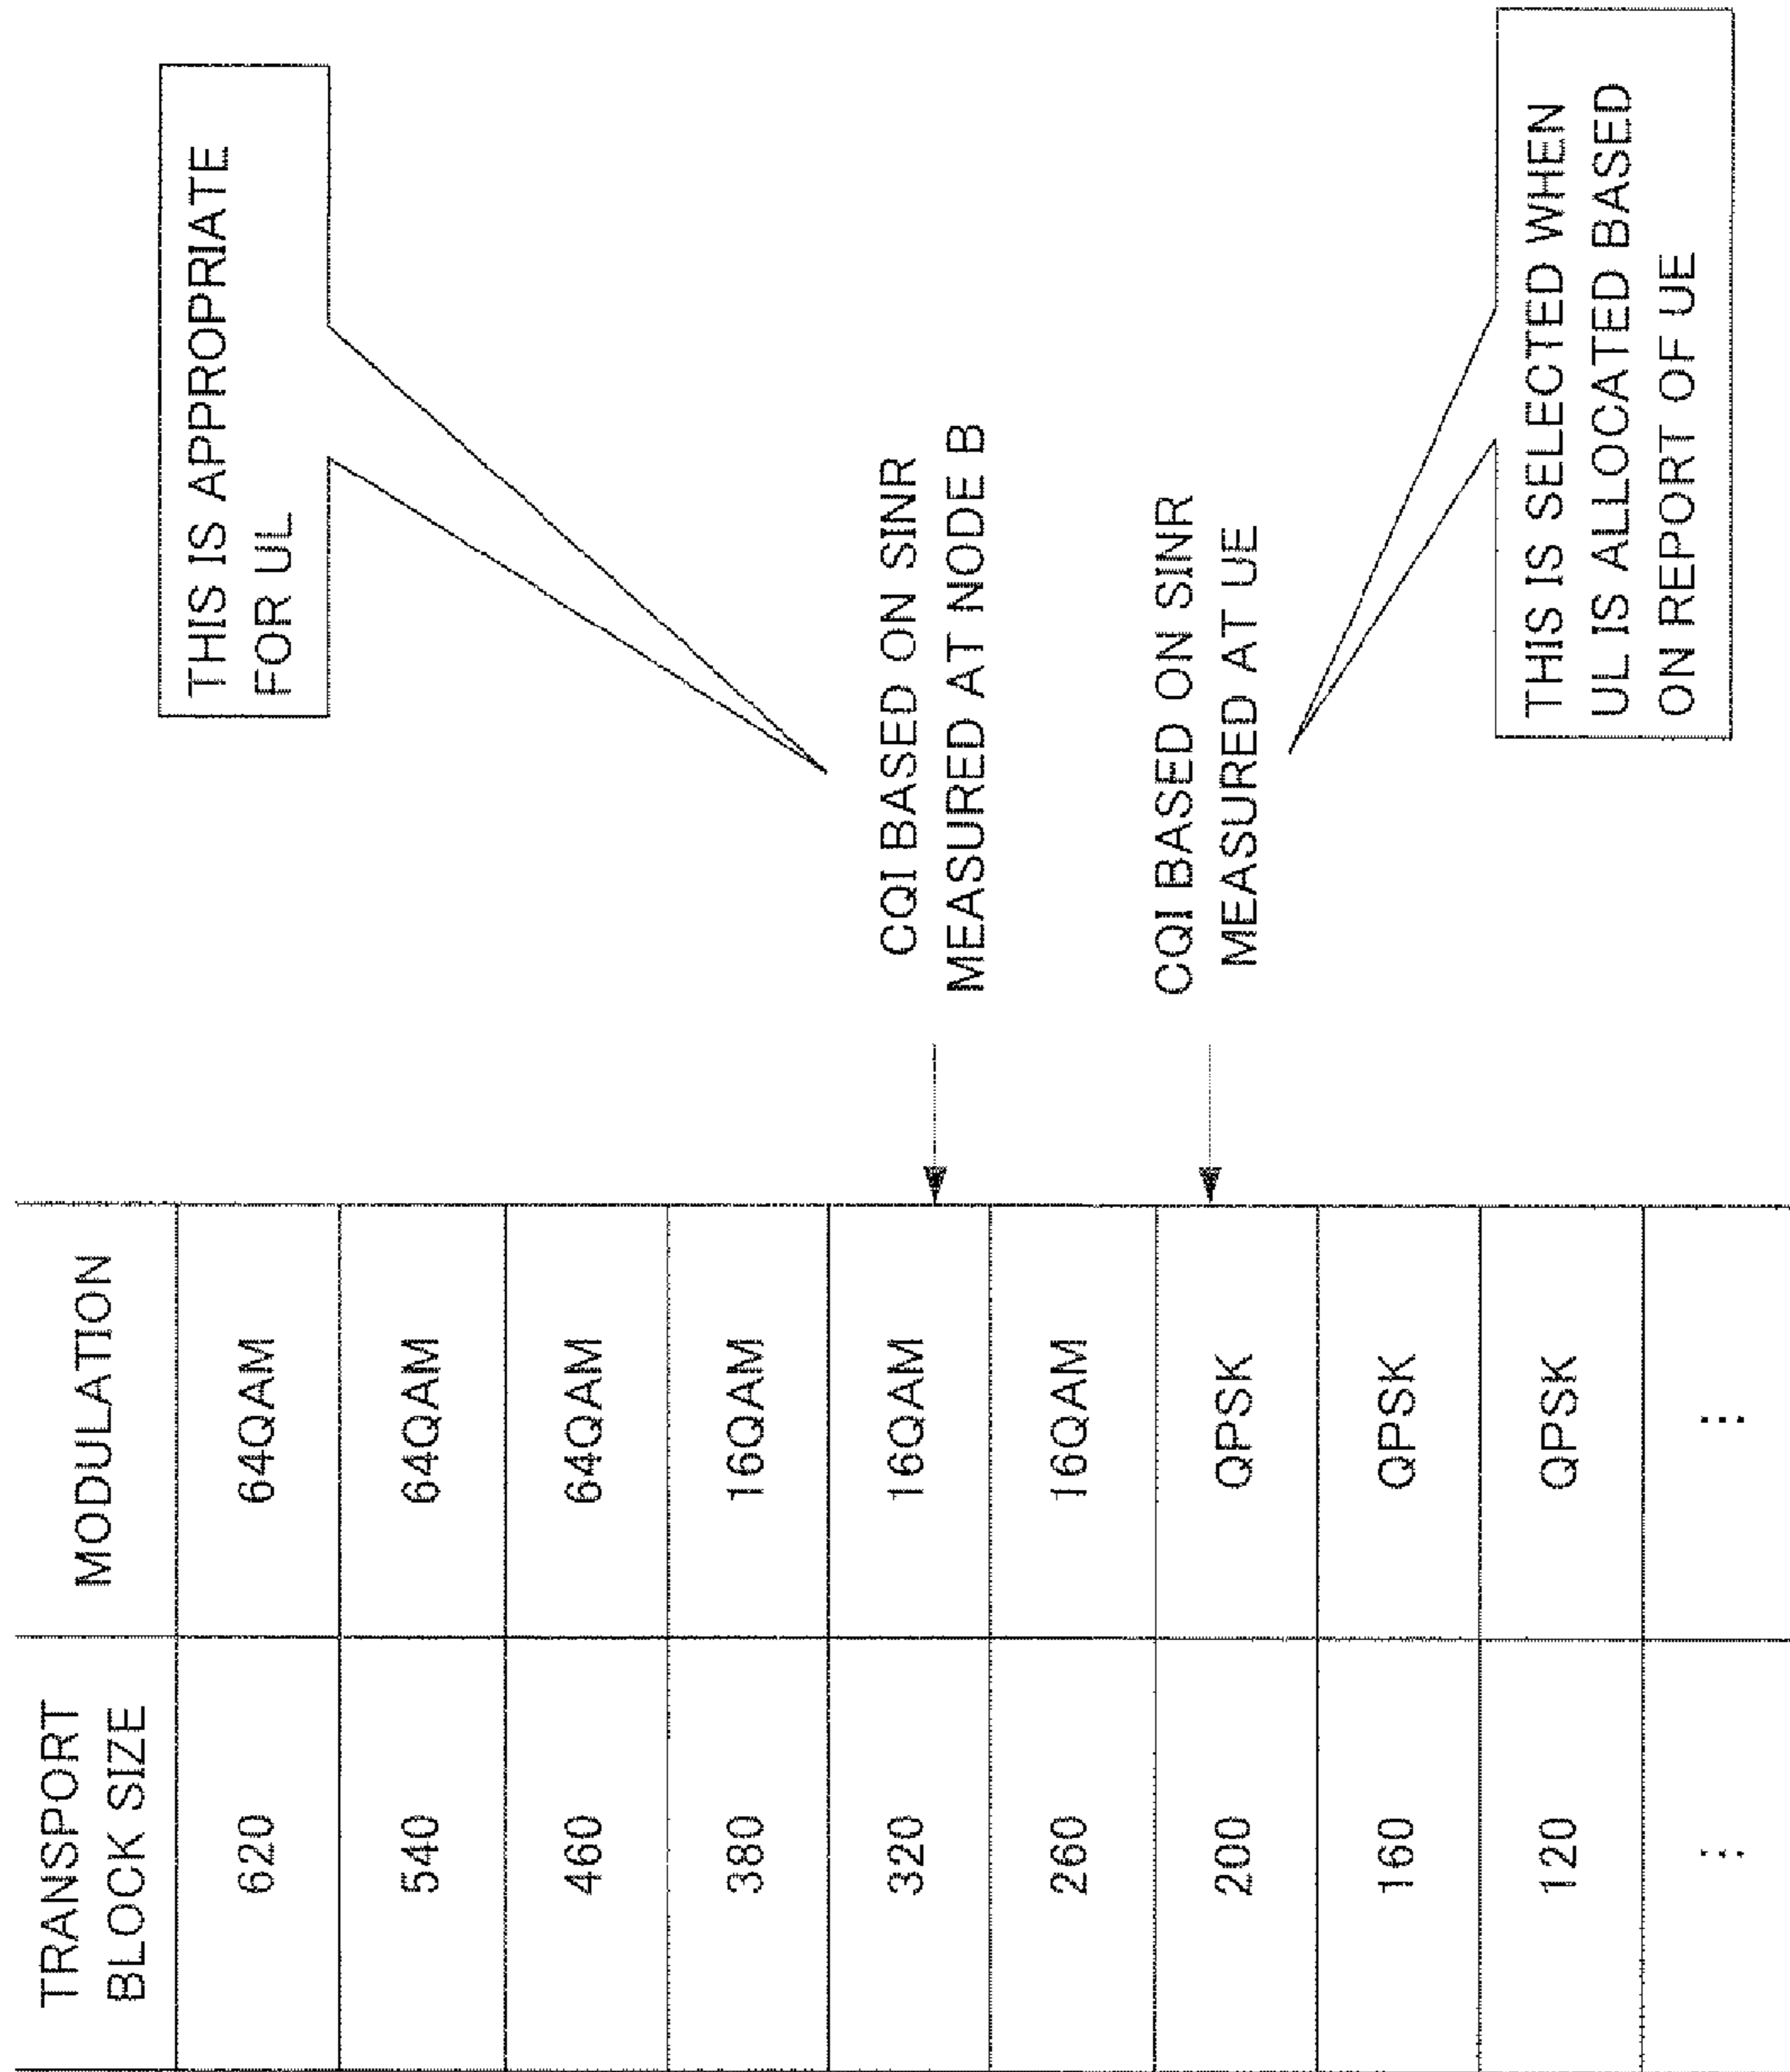 TRANSPORT
BLOCK SIZE
MODULATION
620 64QAM
540 64QAM
460 64QAM
380 16QAM
320 16QAM
260 16QAM
200 QPSK
160 QPSK
120 QPSK
⋮ ⋮
CQI BASED ON SINR
MEASURED AT NODE B
CQI BASED ON SINR
MEASURED AT UE
THIS IS APPROPRIATE
FOR UL
THIS IS SELECTED WHEN
UL IS ALLOCATED BASED
ON REPORT OF UE